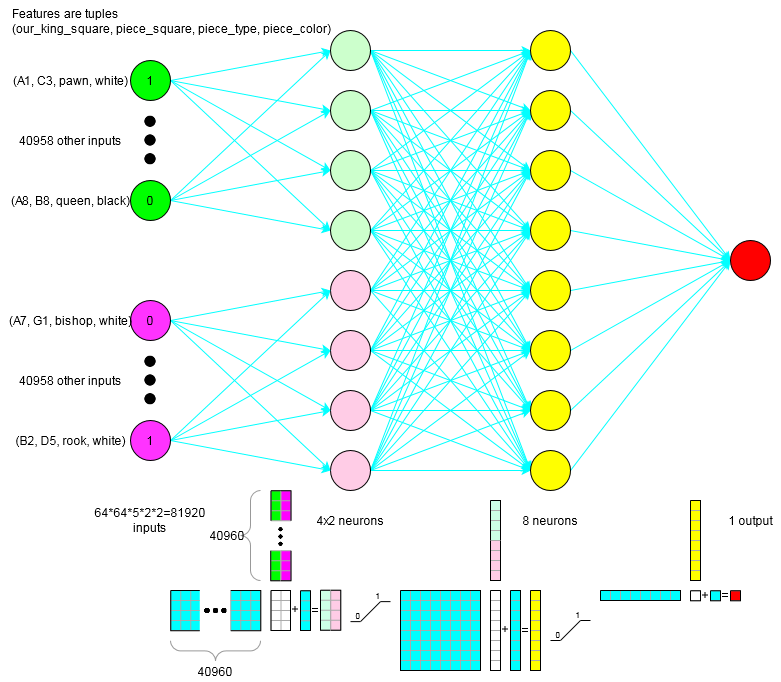 Features are tuples
(our_king_square, piece_square, piece_type, piece_color)
(A1, C3, pawn, white)
1
40958 other inputs
(A8, B8, queen, black)
0
(A7, G1, bishop, white)
0
40958 other inputs
(B2, D5, rook, white)
1
64*64*5*2*2=81920
inputs
40960
4x2 neurons
8 neurons
1 output
+
=
0
1
+
=
0
1
+
=
40960